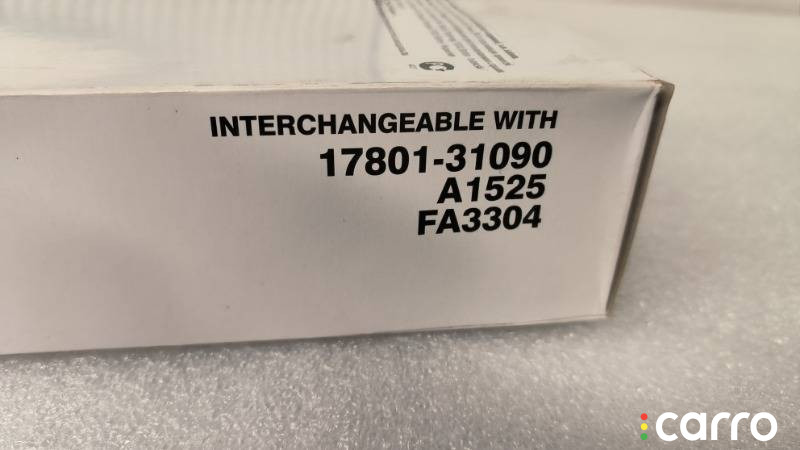 INTERCHANGEABLE WITH
17801-31090
A1525
FA3304
carro